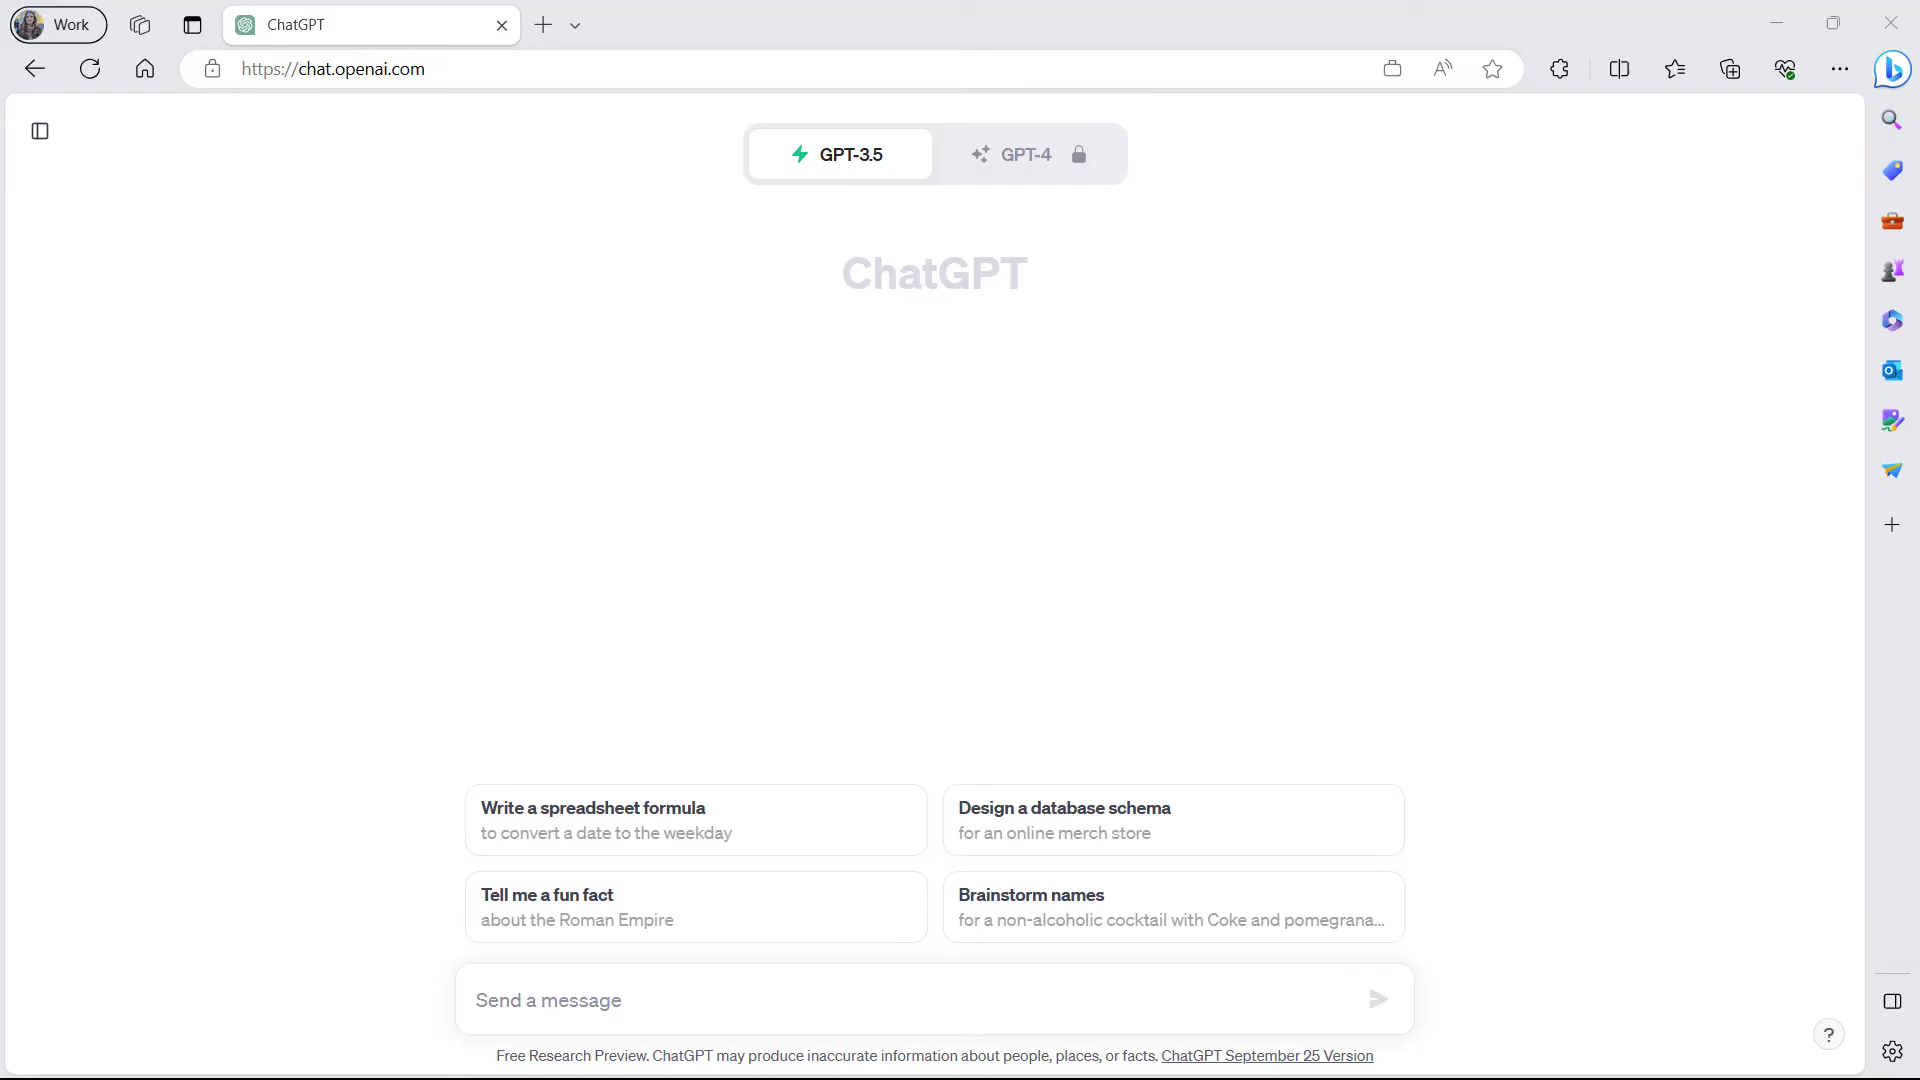 Work
ChatGPT
https://chat.openai.com
GPT-3.5
GPT-4
ChatGPT
Write a spreadsheet formula
to convert a date to the weekday
Design a database schema
for an online merch store
Tell me a fun fact
about the Roman Empire
Brainstorm names
for a non-alcoholic cocktail with Coke and pomegrana...
Send a message
?
Free Research Preview. ChatGPT may produce inaccurate information about people, places, or facts. ChatGPT September 25 Version